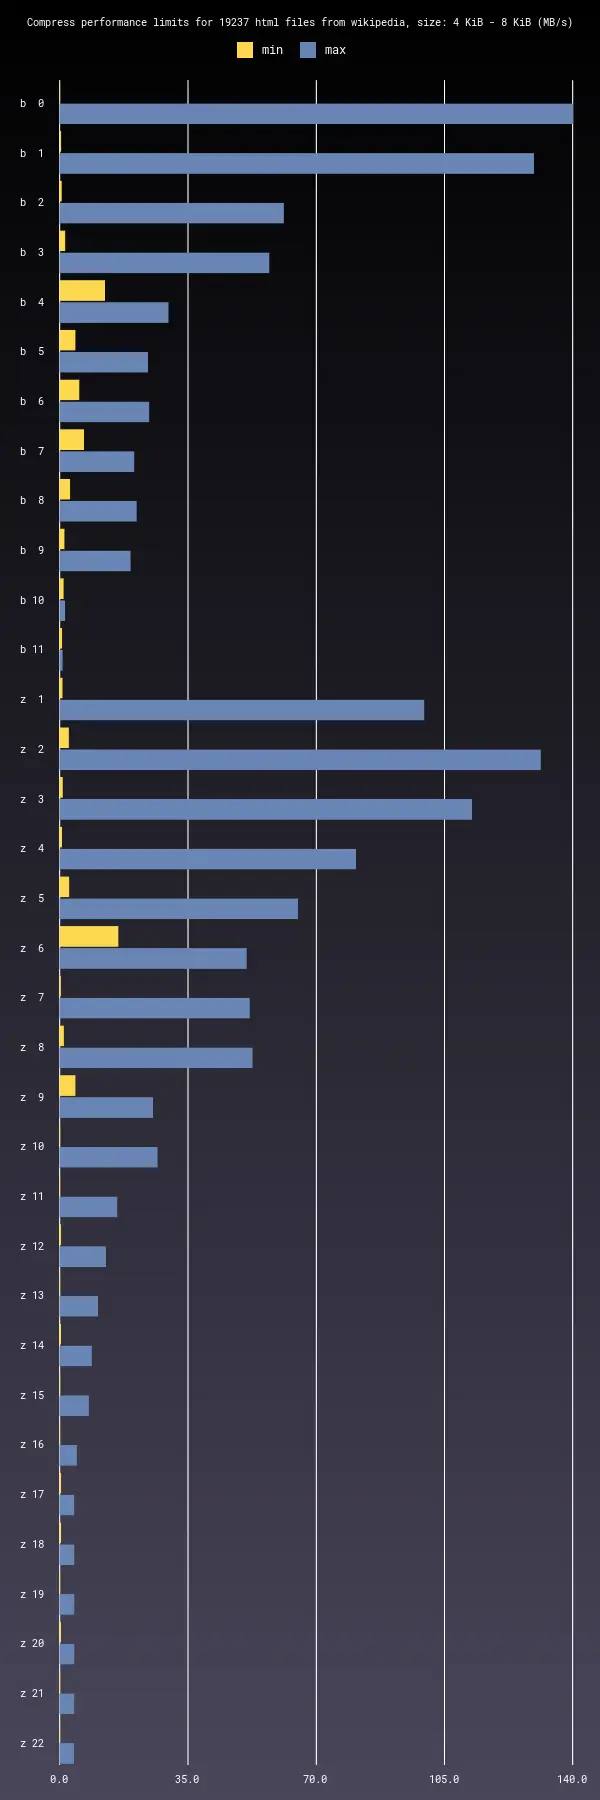 Compress performance limits for 19237 html files from wikipedia, size: 4 KiB - 8 KiB (MB/s)
min max
b 0
b 1
b 2
b 3
b 4
b 5
b 6
b 7
b 8
b 9
b 10
b 11
z 1
z 2
z 3
z 4
z 5
z 6
z 7
z 8
z 9
z 10
z 11
z 12
z 13
z 14
z 15
z 16
z 17
z 18
z 19
z 20
z 21
z 22
0.0 35.0 70.0 105.0 140.0